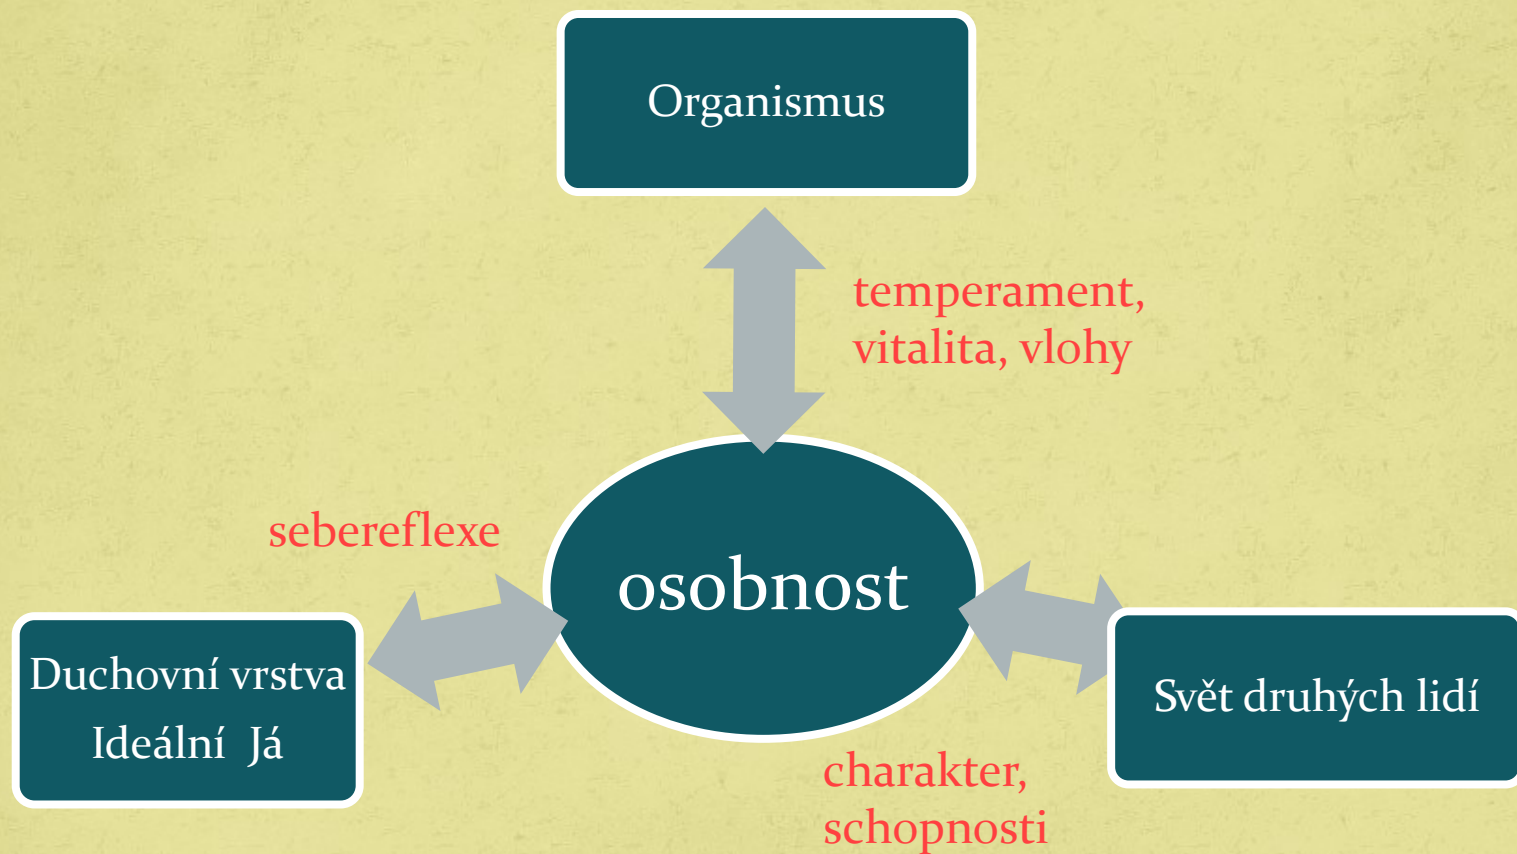 Organismus
temperament,
vitalita, vlohy
sebereflexe
osobnost
Duchovní vrstva
Ideální Já
Svět druhých lidí
charakter,
schopnosti